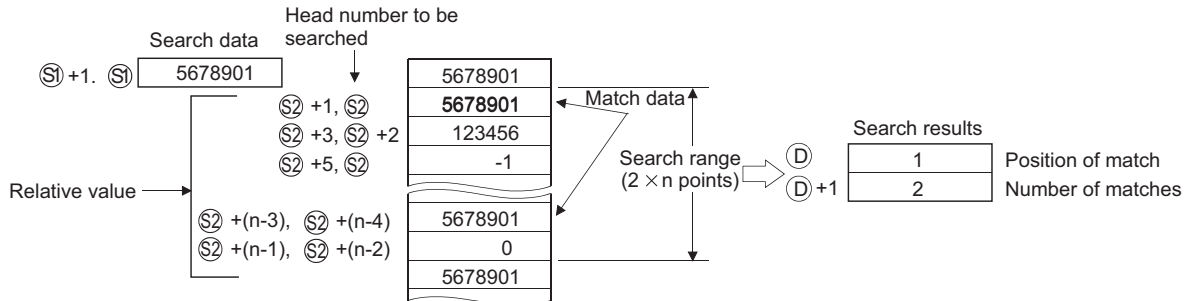 Head number to be
searched
Search data
S1 +1. S1
5678901
5678901
S2 +1, S2
5678901
Match data
S2 +3, S2 +2
123456
S2 +5, S2
-1
Search range
(2 ×n points)
Search results
D
1
Position of match
D +1
2
Number of matches
Relative value
S2 +(n-3), S2 +(n-4)
5678901
S2 +(n-1), S2 +(n-2)
0
5678901